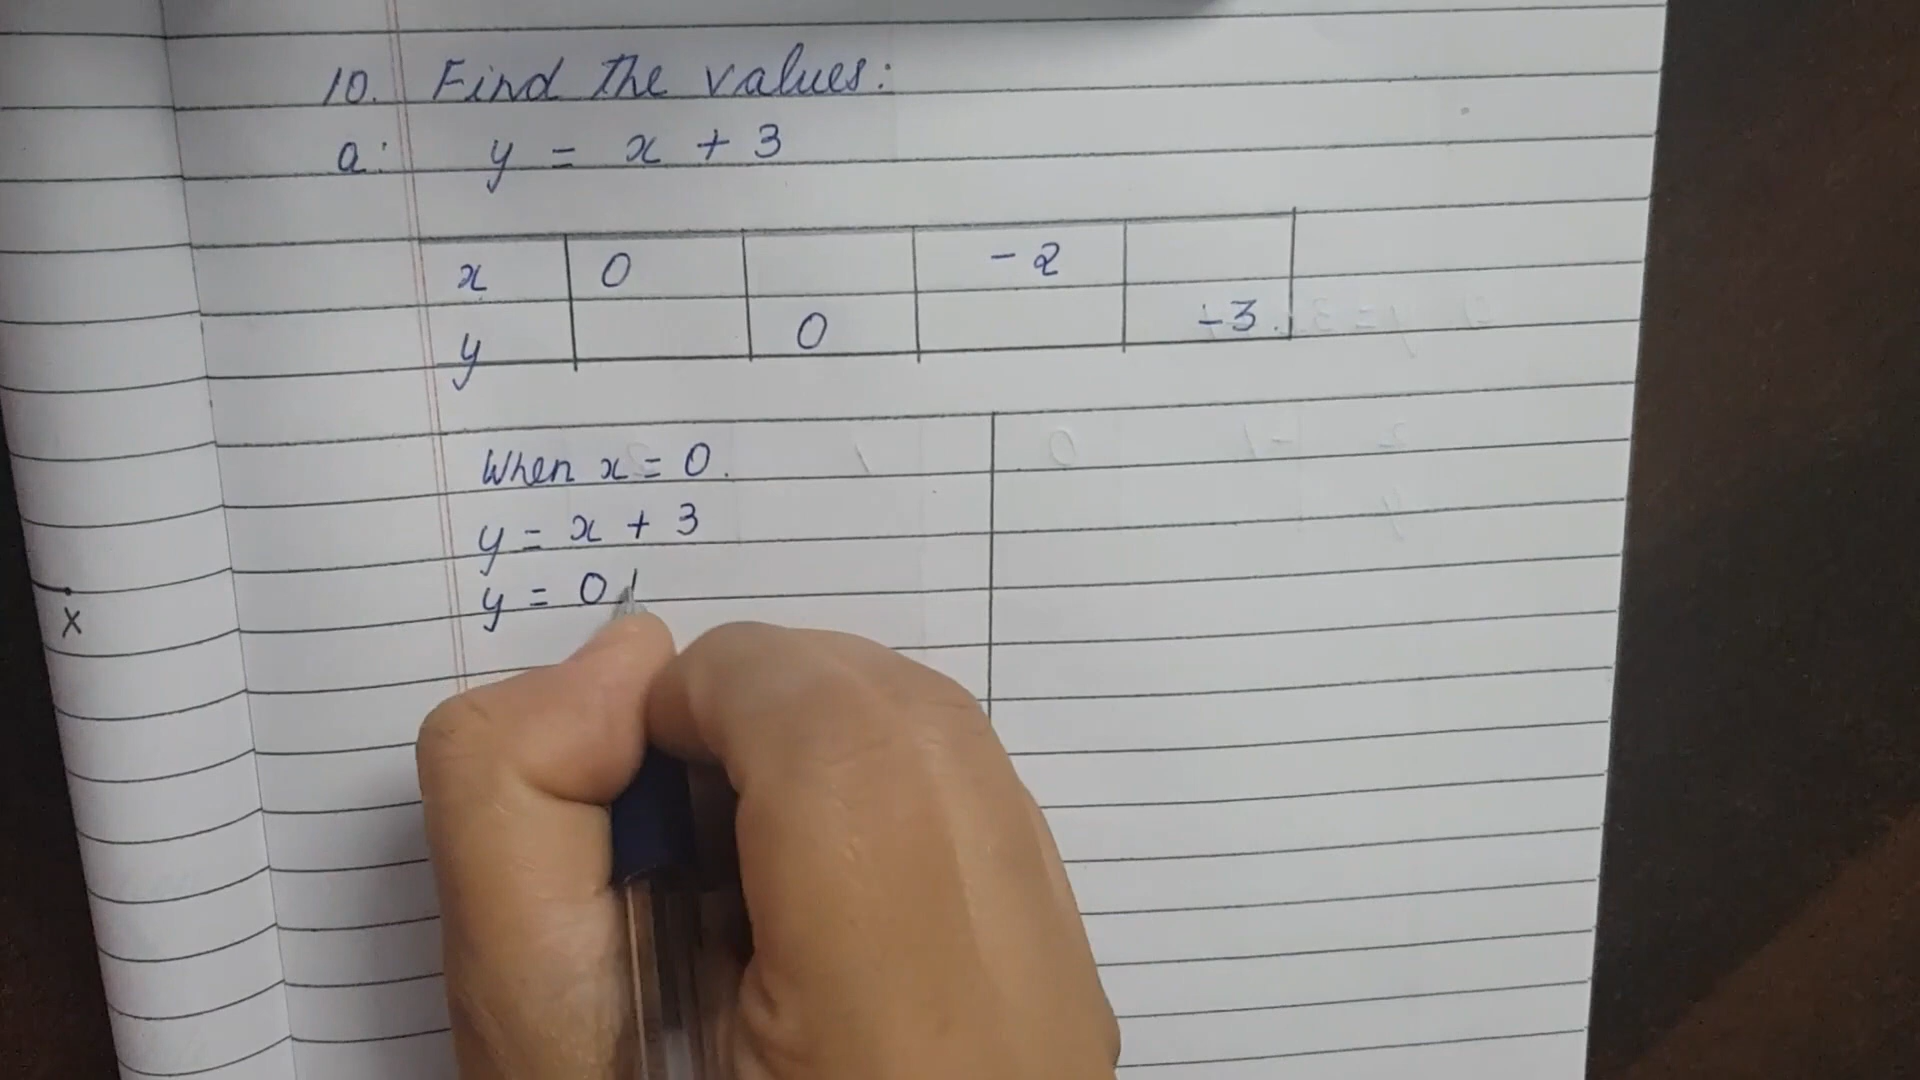 10. Find the values:
a: y = x + 3
x 0 -2
y 0 -3.
When x = 0.
y = x + 3
y = 0
X